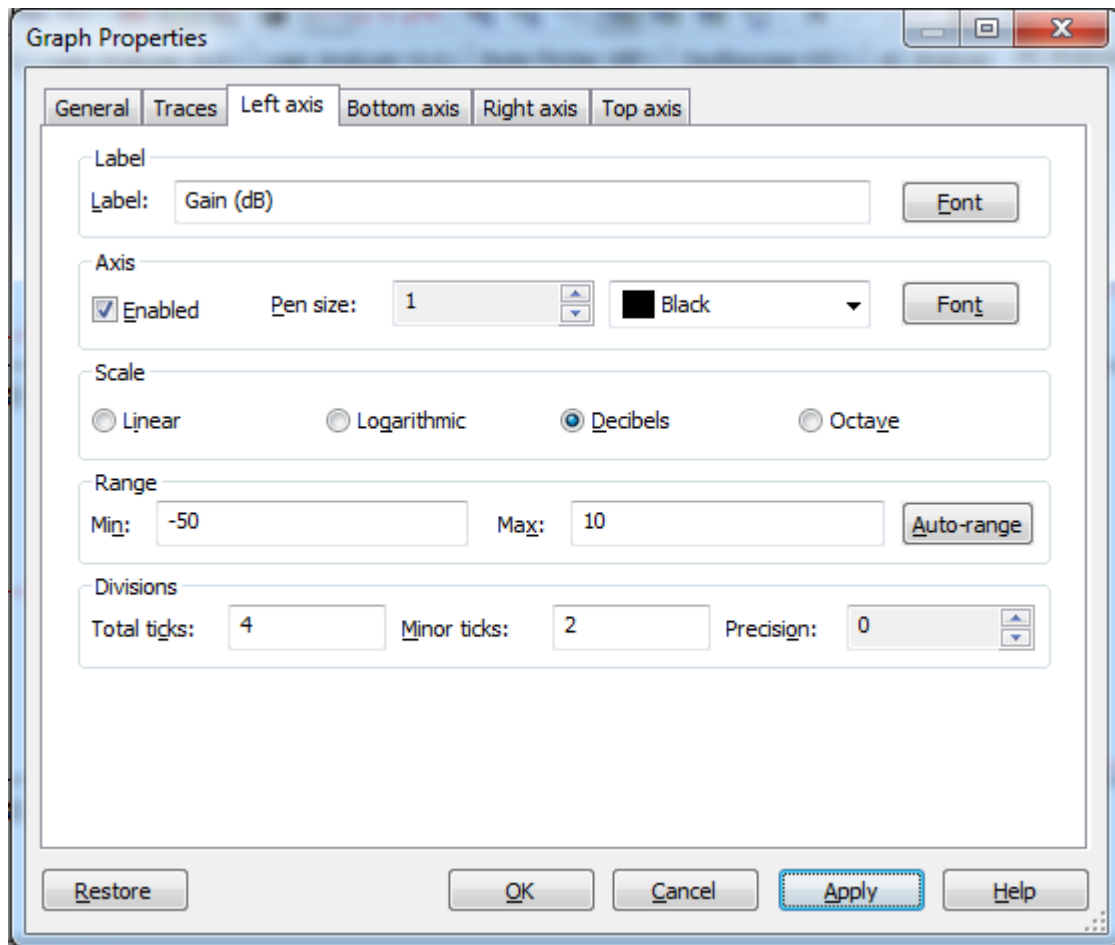 Graph Properties
General Traces Left axis Bottom axis Right axis Top axis
Label
Label: Gain (dB) Font
Axis
Enabled Pen size: 1 Black Font
Scale
Linear Logarithmic Decibels Octave
Range
Min: -50 Max: 10 Auto-range
Divisions
Total ticks: 4 Minor ticks: 2 Precision: 0
Restore OK Cancel Apply Help